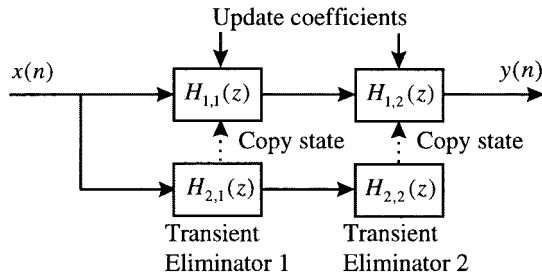 Update coefficients
x(n)
y(n)
H₁,₁(z)
H₁,₂(z)
Copy state
Copy state
H₂,₁(z)
H₂,₂(z)
Transient
Eliminator 1
Transient
Eliminator 2